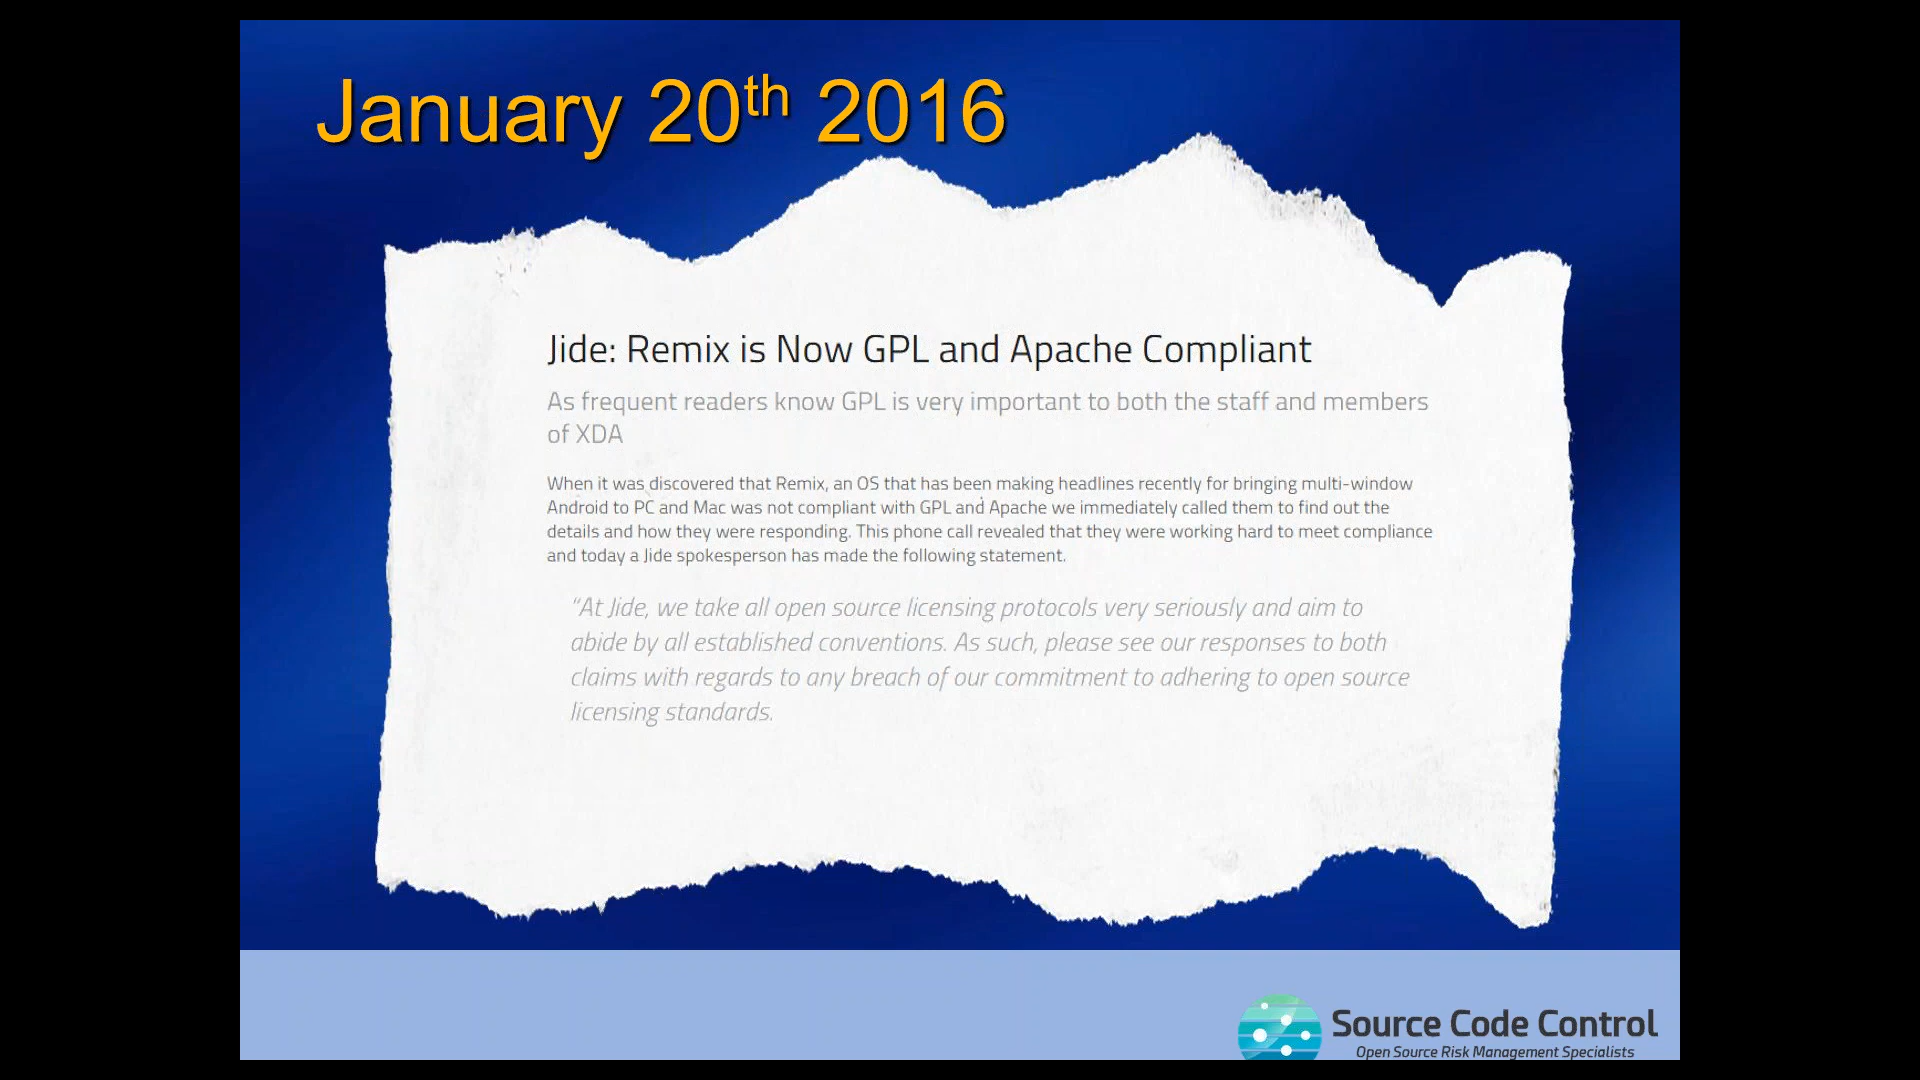 January 20th 2016
Jide: Remix is Now GPL and Apache Compliant
As frequent readers know GPL is very important to both the staff and members
of XDA
When it was discovered that Remix, an OS that has been making headlines recently for bringing multi-window
Android to PC and Mac was not compliant with GPL and Apache we immediately called them to find out the
details and how they were responding. This phone call revealed that they were working hard to meet compliance
and today a Jide spokesperson has made the following statement.
“At Jide, we take all open source licensing protocols very seriously and aim to
abide by all established conventions. As such, please see our responses to both
claims with regards to any breach of our commitment to adhering to open source
licensing standards.
Source Code Control
Open Source Risk Management Specialists